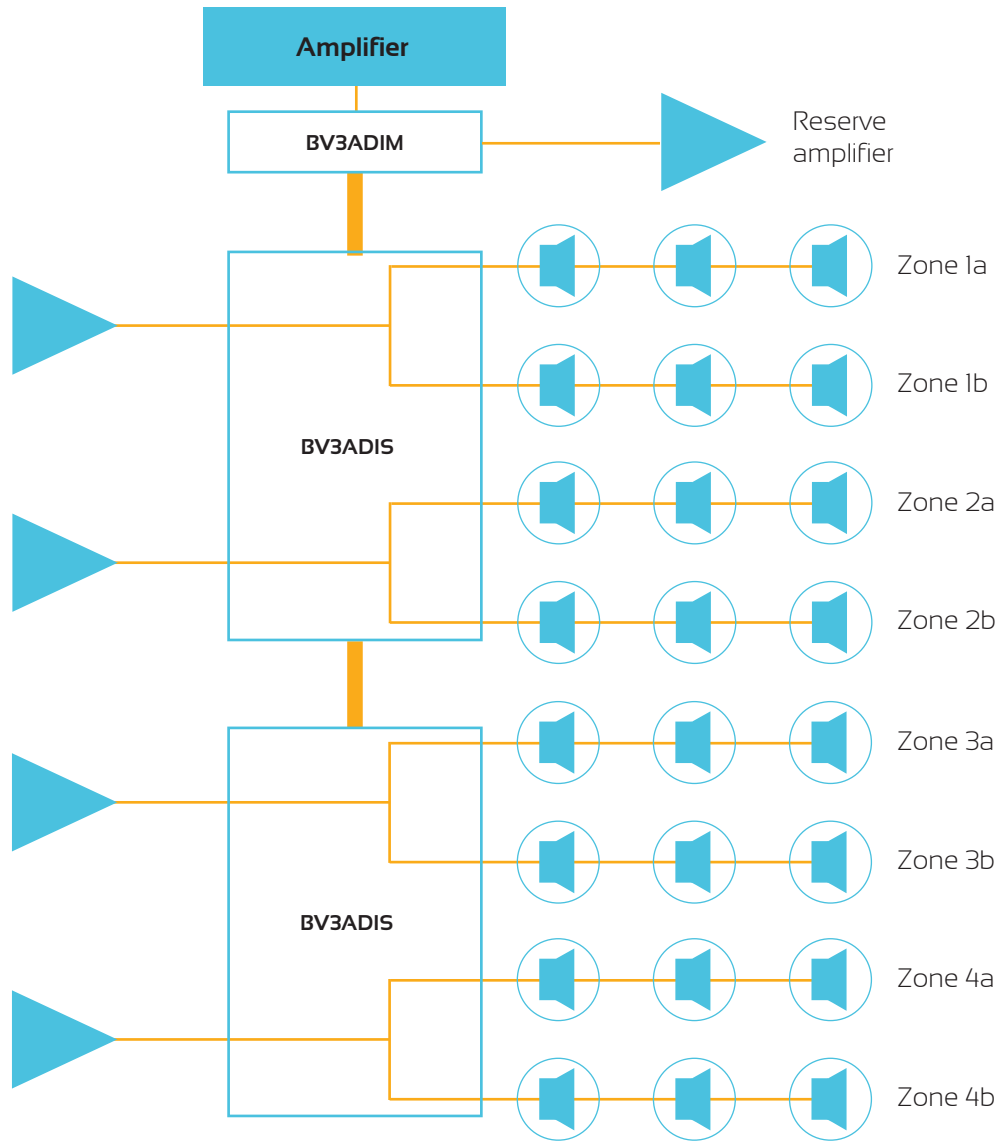 Amplifier
BV3ADIM
Reserve
amplifier
Zone 1a
Zone 1b
BV3ADIS
Zone 2a
Zone 2b
Zone 3a
Zone 3b
BV3ADIS
Zone 4a
Zone 4b